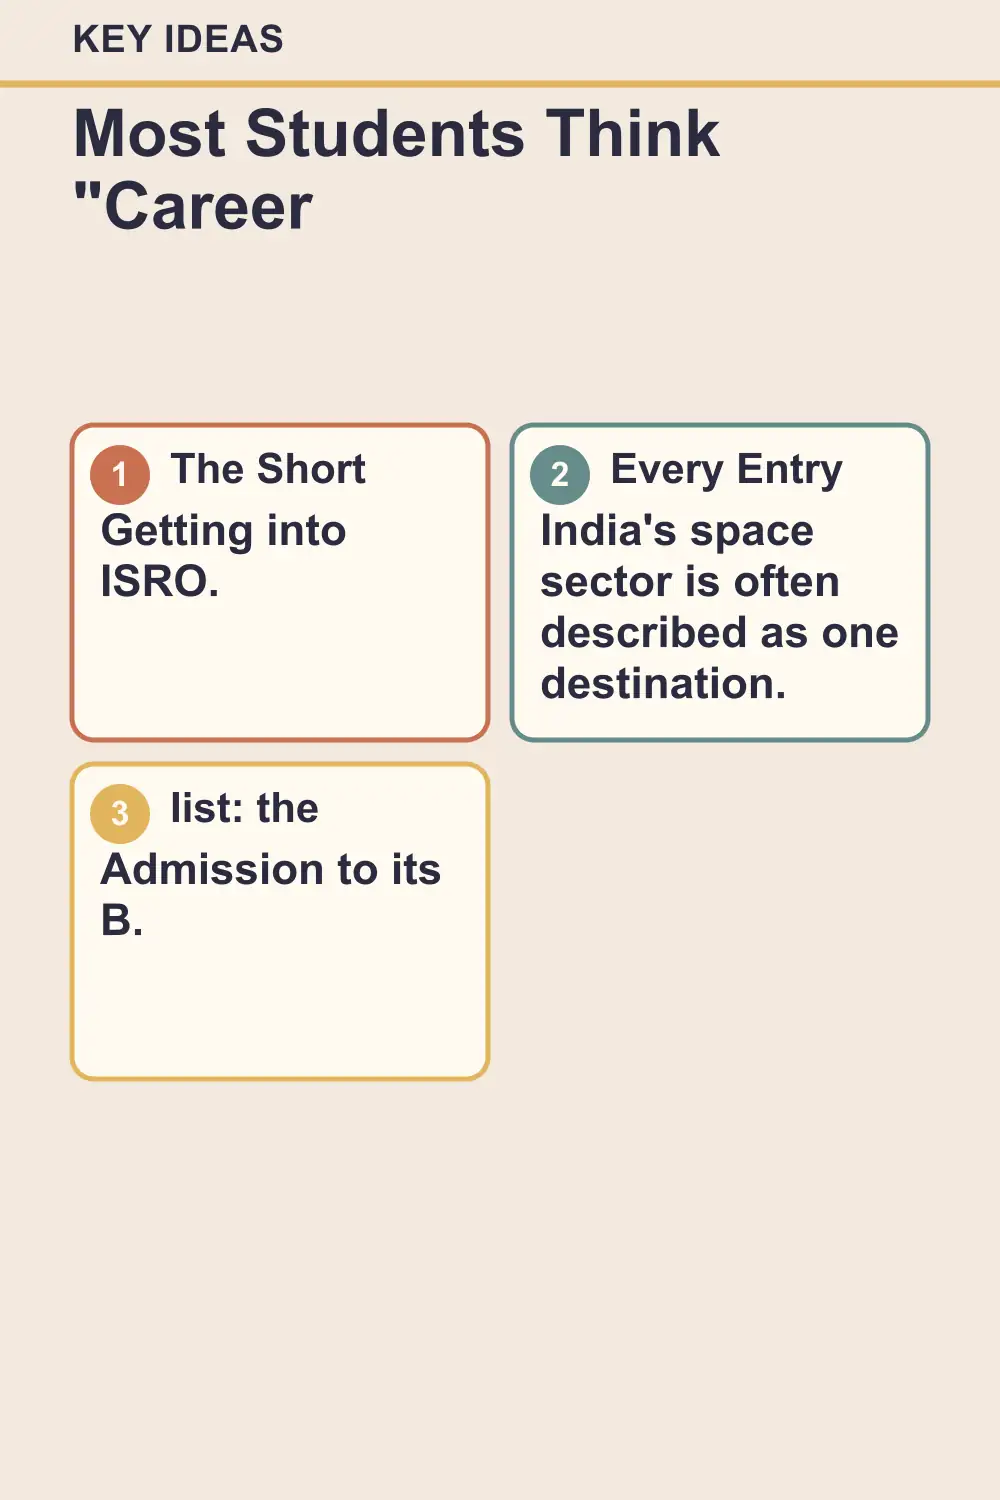 KEY IDEAS
Most Students Think
"Career
1 The Short
Getting into
ISRO.
2 Every Entry
India's space
sector is often
described as one
destination.
3 list: the
Admission to its
B.